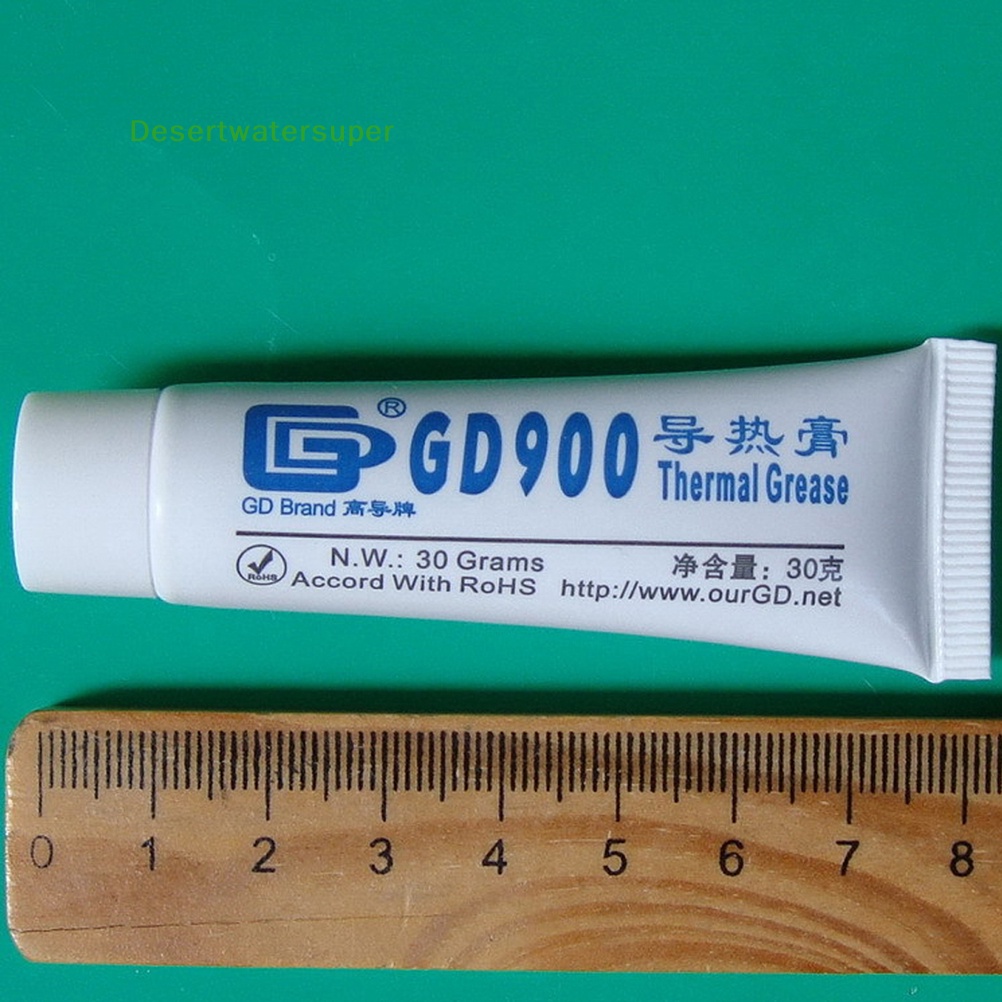 Desertwatersuper
GD ® GD900 导热膏
Thermal Grease
GD Brand 高导牌
N.W.: 30 Grams 净含量：30克
RoHS Accord With RoHS http://www.ourGD.net
0 1 2 3 4 5 6 7 8